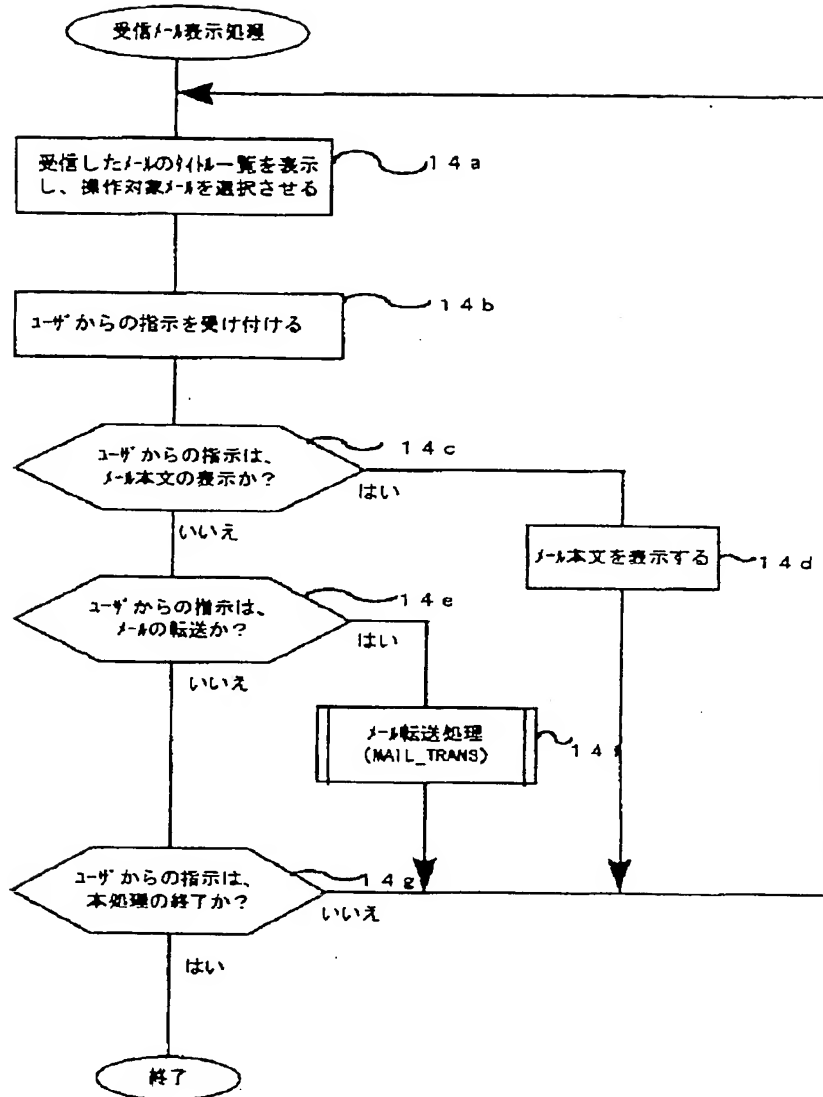 受信ﾒｰﾙ表示処理
受信したﾒｰﾙのﾀｲﾄﾙ一覧を表示
し、操作対象ﾒｰﾙを選択させる
14a
ﾕｰｻﾞからの指示を受け付ける
14b
ﾕｰｻﾞからの指示は、
ﾒｰﾙ本文の表示か？
14c
はい
いいえ
ﾒｰﾙ本文を表示する
14d
ﾕｰｻﾞからの指示は、
ﾒｰﾙの転送か？
14e
はい
いいえ
メール転送処理
(MAIL_TRANS)
14f
ﾕｰｻﾞからの指示は、
本処理の終了か？
14g
いいえ
はい
終了